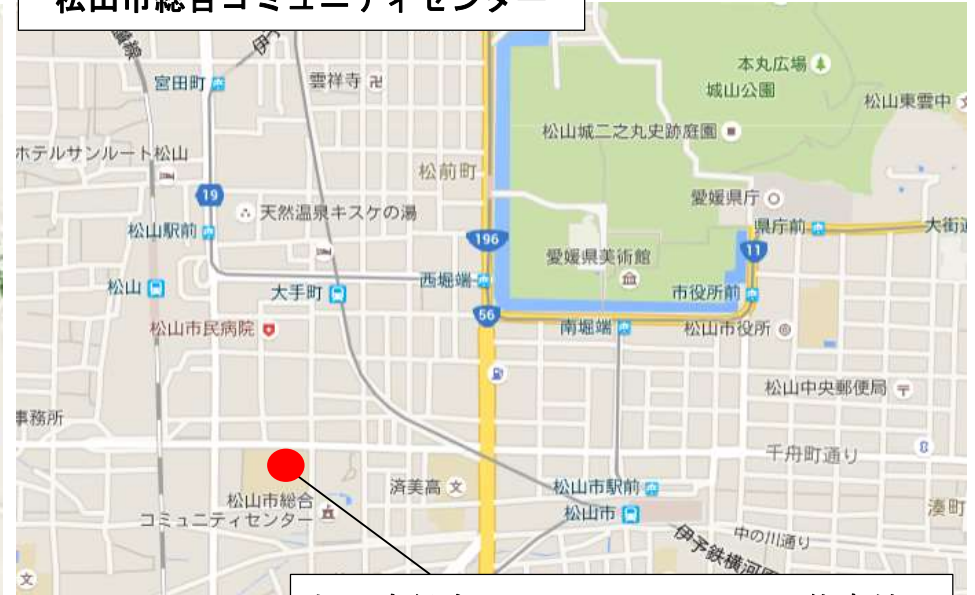 松山市総合コミュニティセンター
本丸広場
城山公園
宮田町
雲祥寺
松山東雲中
松山城二之丸史跡庭園
ホテルサンルート松山
松前町
愛媛県庁
19
天然温泉キスケの湯
県庁前
大街道
松山駅前
196
11
愛媛県美術館
西堀端
松山
大手町
市役所前
56
松山市民病院
南堀端
松山市役所
松山中央郵便局
事務所
千舟町通り
済美高
松山市駅前
松山市総合
コミュニティセンター
松山市
湊町
中の川通り
伊予鉄横河原